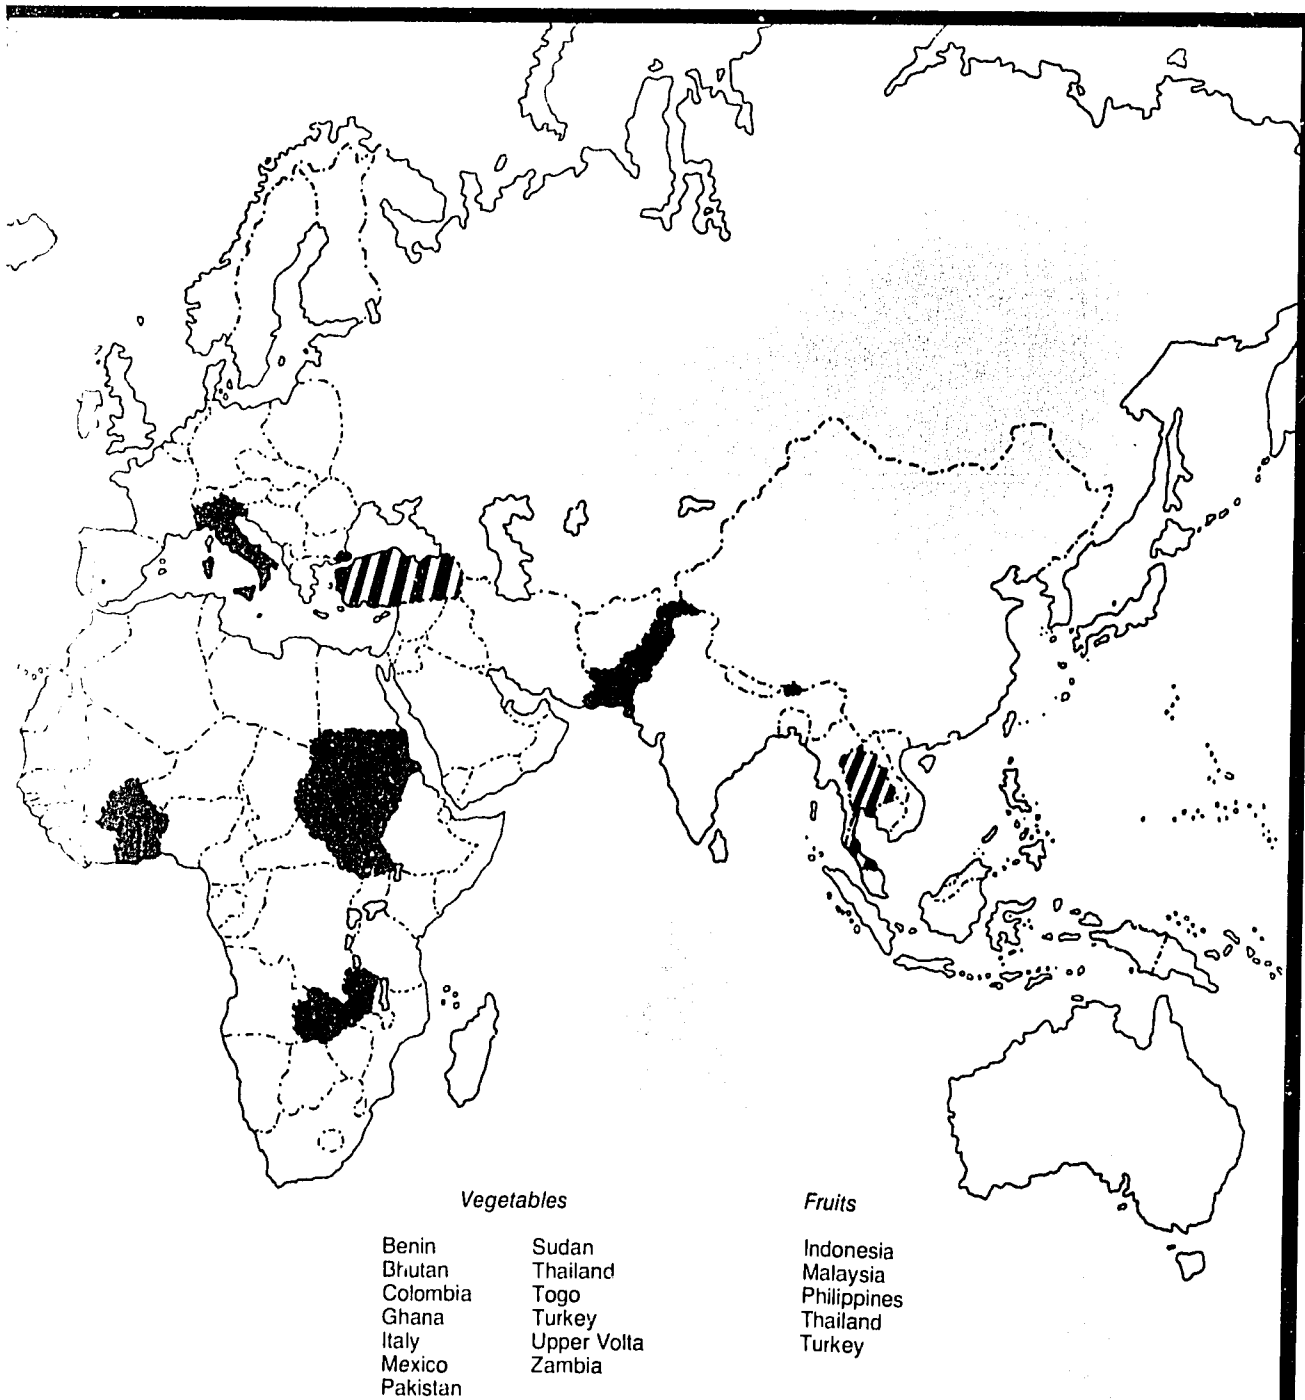 Vegetables
Benin
Bhutan
Colombia
Ghana
Italy
Mexico
Pakistan
Sudan
Thailand
Togo
Turkey
Upper Volta
Zambia
Fruits
Indonesia
Malaysia
Philippines
Thailand
Turkey